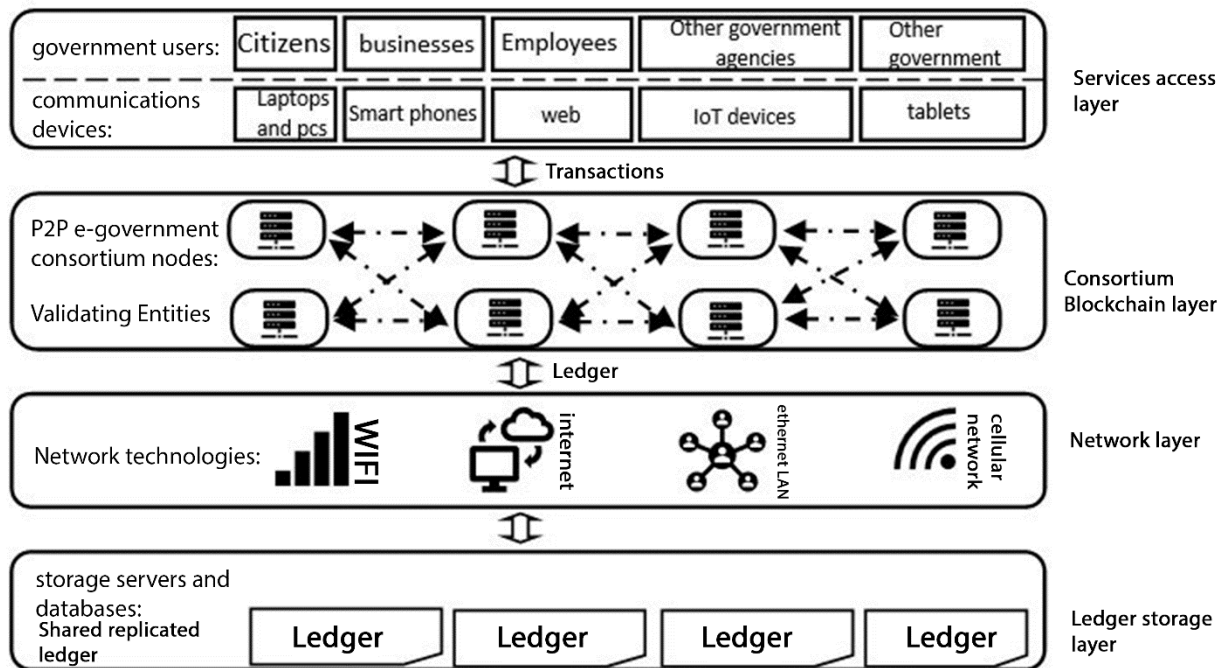 government users:
Citizens
businesses
Employees
Other government
agencies
Other
government
communications
devices:
Laptops
and pcs
Smart phones
web
IoT devices
tablets
Services access
layer
Transactions
P2P e-government
consortium nodes:
Validating Entities
Consortium
Blockchain layer
Ledger
Network technologies:
WIFI
internet
ethernet LAN
cellular
network
Network layer
storage servers and
databases:
Shared replicated
ledger
Ledger
Ledger
Ledger
Ledger
Ledger storage
layer